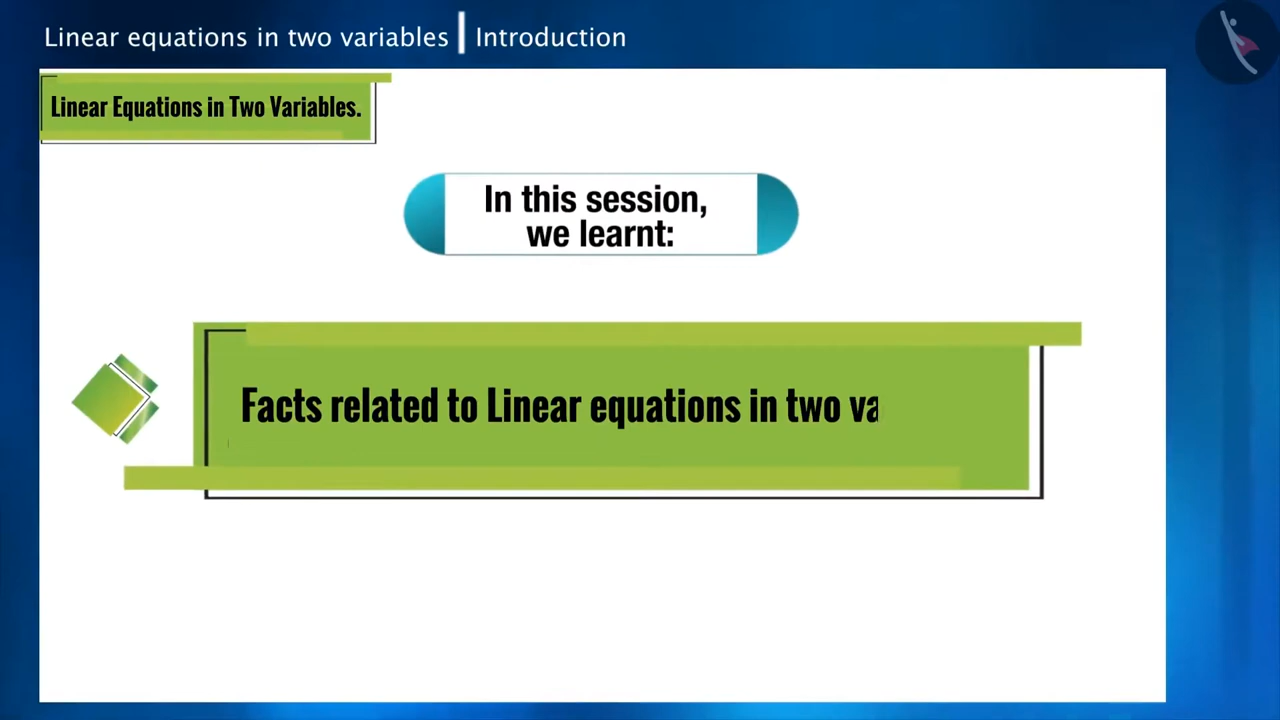 Linear equations in two variables | Introduction
Linear Equations in Two Variables.
In this session,
we learnt:
Facts related to Linear equations in two va